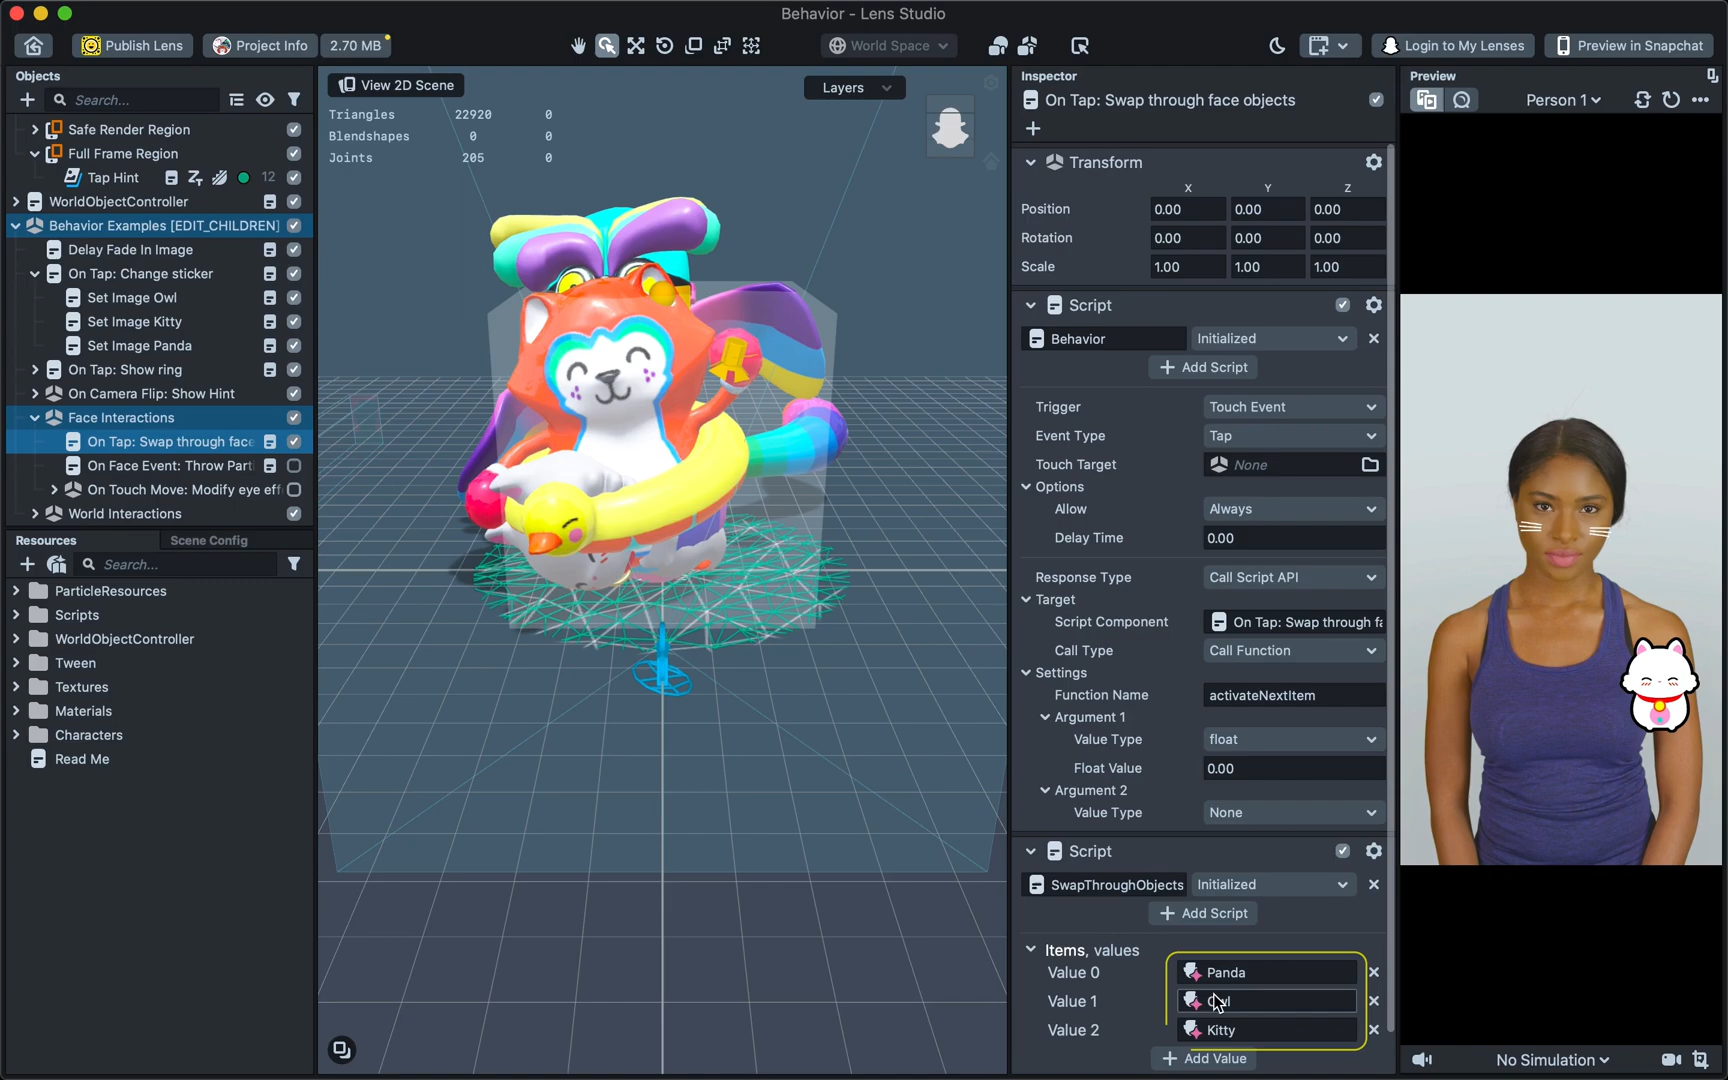 Behavior - Lens Studio
Publish Lens
Project Info
2.70 MB
World Space
Login to My Lenses
Preview in Snapchat
Objects
Search...
Safe Render Region
Full Frame Region
Tap Hint
12
WorldObjectController
Behavior Examples [EDIT_CHILDREN]
Delay Fade In Image
On Tap: Change sticker
Set Image Owl
Set Image Kitty
Set Image Panda
On Tap: Show ring
On Camera Flip: Show Hint
Face Interactions
On Tap: Swap through face
On Face Event: Throw Part
On Touch Move: Modify eye eff
World Interactions
Resources
Scene Config
Search...
ParticleResources
Scripts
WorldObjectController
Tween
Textures
Materials
Characters
Read Me
View 2D Scene
Layers
Triangles 22920 0
Blendshapes 0 0
Joints 205 0
Inspector
On Tap: Swap through face objects
Transform
X Y Z
Position 0.00 0.00 0.00
Rotation 0.00 0.00 0.00
Scale 1.00 1.00 1.00
Script
Behavior Initialized
Add Script
Trigger Touch Event
Event Type Tap
Touch Target None
Options
Allow Always
Delay Time 0.00
Response Type Call Script API
Target
Script Component On Tap: Swap through fa
Call Type Call Function
Settings
Function Name activateNextItem
Argument 1
Value Type float
Float Value 0.00
Argument 2
Value Type None
Script
SwapThroughObjects Initialized
Add Script
Items, values
Value 0 Panda
Value 1
Value 2 Kitty
Add Value
Preview
Person 1
No Simulation